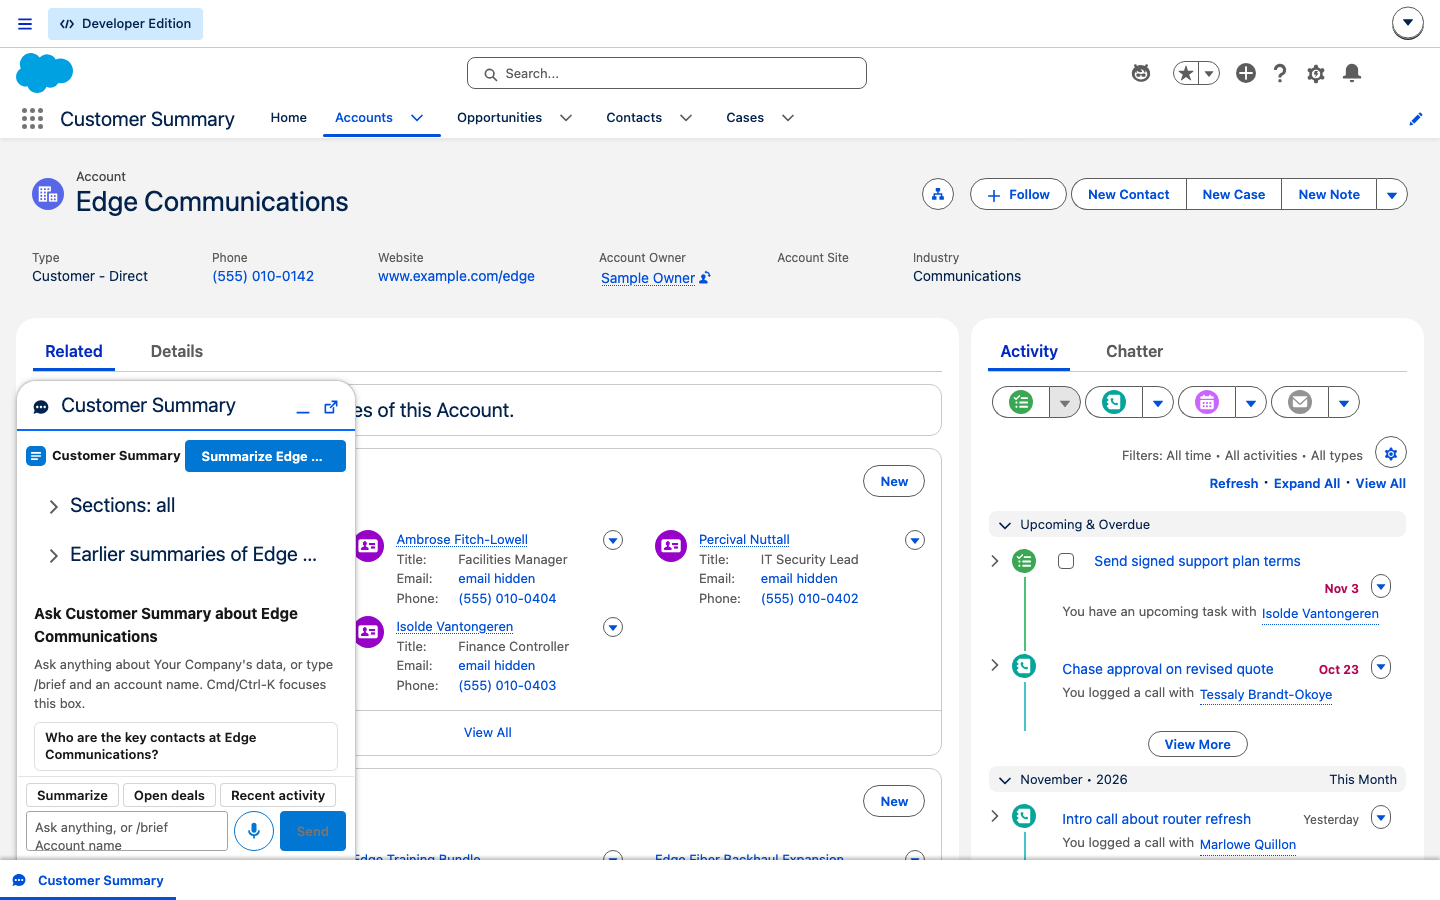 Developer Edition
Search...
Customer Summary
Home
Accounts
Opportunities
Contacts
Cases
Account
Edge Communications
Follow
New Contact
New Case
New Note
Type
Customer - Direct
Phone
(555) 010-0142
Website
www.example.com/edge
Account Owner
Sample Owner
Account Site
Industry
Communications
Related
Details
es of this Account.
New
Ambrose Fitch-Lowell
Title: Facilities Manager
Email: email hidden
Phone: (555) 010-0404
Percival Nuttall
Title: IT Security Lead
Email: email hidden
Phone: (555) 010-0402
Isolde Vantongeren
Title: Finance Controller
Email: email hidden
Phone: (555) 010-0403
View All
New
Edge Training Bundle
Edge Fiber Backhaul Expansion
Customer Summary
Customer Summary
Summarize Edge ...
Sections: all
Earlier summaries of Edge ...
Ask Customer Summary about Edge
Communications
Ask anything about Your Company's data, or type
/brief and an account name. Cmd/Ctrl-K focuses
this box.
Who are the key contacts at Edge
Communications?
Summarize
Open deals
Recent activity
Ask anything, or /brief
Account name
Send
Activity
Chatter
Filters: All time • All activities • All types
Refresh • Expand All • View All
Upcoming & Overdue
Send signed support plan terms
Nov 3
You have an upcoming task with Isolde Vantongeren
Chase approval on revised quote
Oct 23
You logged a call with Tessaly Brandt-Okoye
View More
November • 2026
This Month
Intro call about router refresh
Yesterday
You logged a call with Marlowe Quillon
Customer Summary